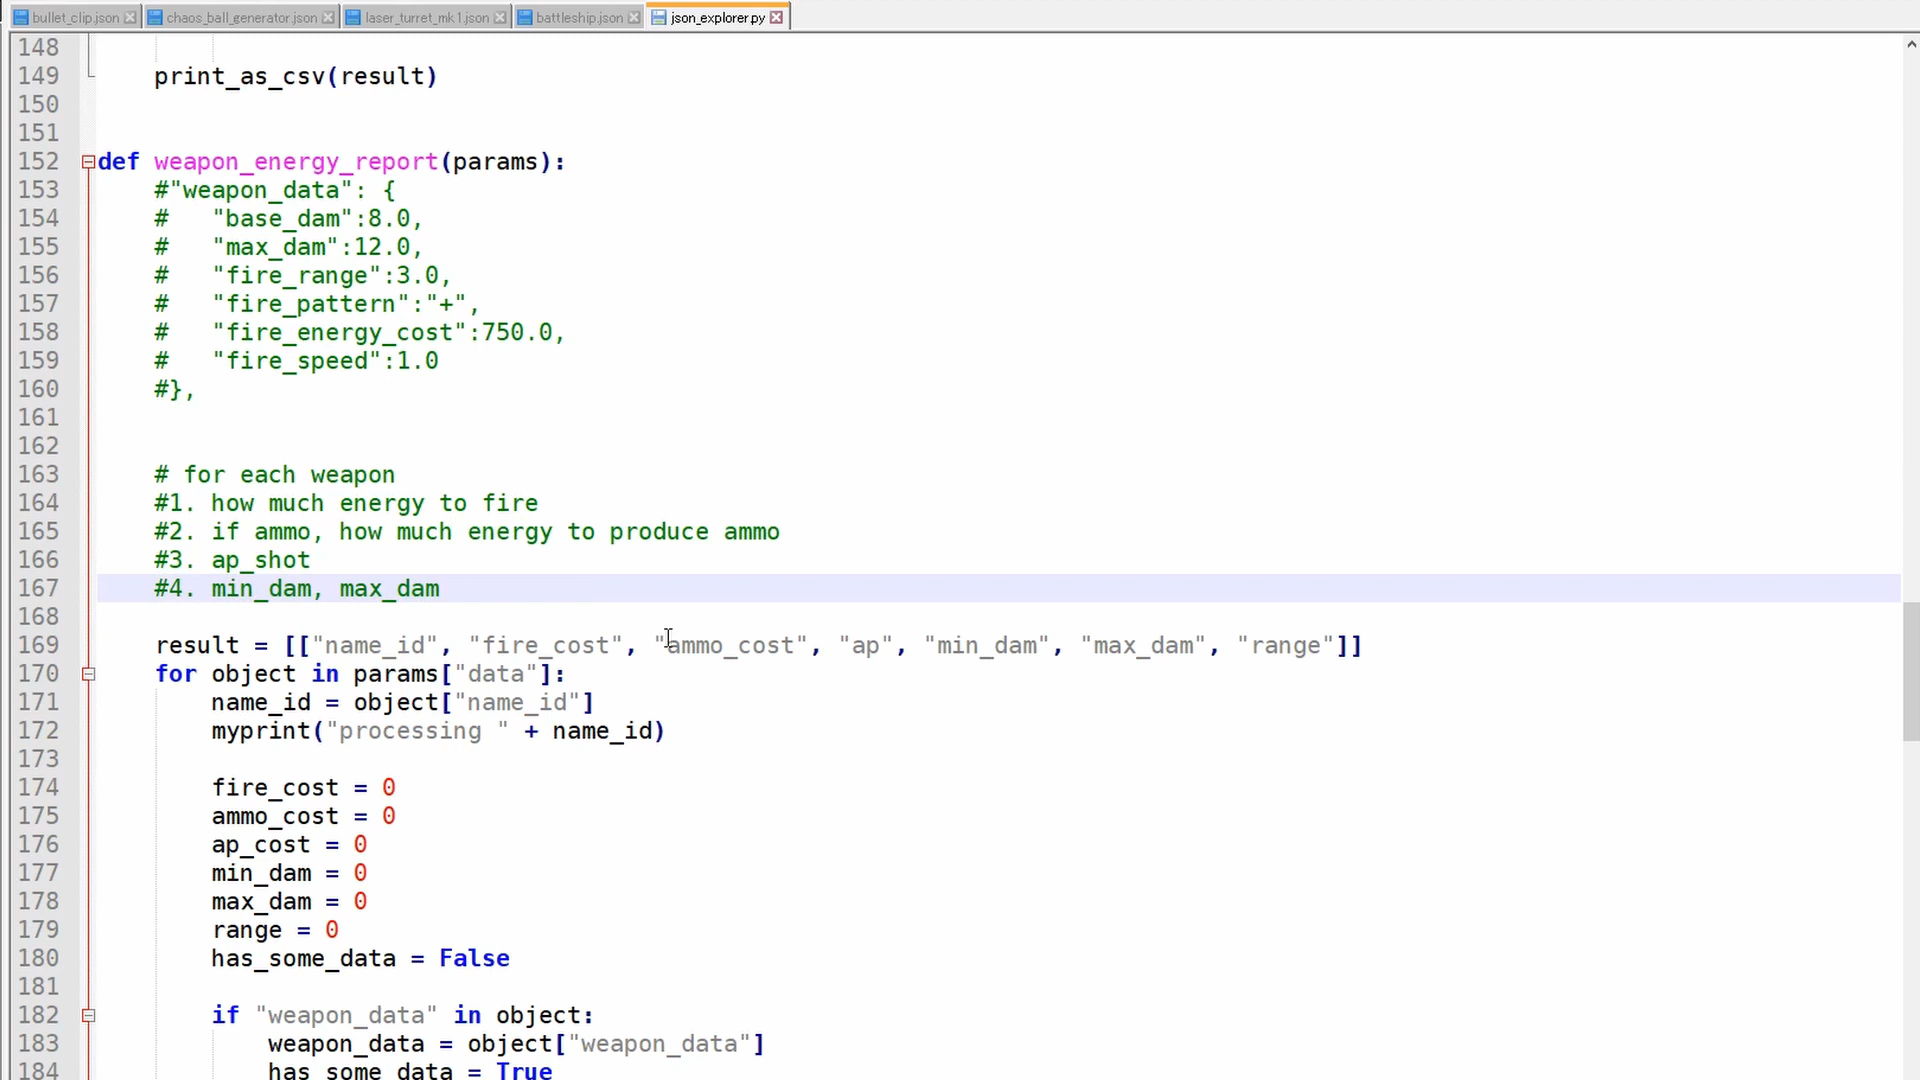 bullet_clip.json chaos_ball_generator.json laser_turret_mk1.json battleship.json json_explorer.py
148
149 print_as_csv(result)
150
151
152 def weapon_energy_report(params):
153 #"weapon_data": {
154 # "base_dam":8.0,
155 # "max_dam":12.0,
156 # "fire_range":3.0,
157 # "fire_pattern":"+",
158 # "fire_energy_cost":750.0,
159 # "fire_speed":1.0
160 #},
161
162
163 # for each weapon
164 #1. how much energy to fire
165 #2. if ammo, how much energy to produce ammo
166 #3. ap_shot
167 #4. min_dam, max_dam
168
169 result = [["name_id", "fire_cost", "ammo_cost", "ap", "min_dam", "max_dam", "range"]]
170 for object in params["data"]:
171 name_id = object["name_id"]
172 myprint("processing " + name_id)
173
174 fire_cost = 0
175 ammo_cost = 0
176 ap_cost = 0
177 min_dam = 0
178 max_dam = 0
179 range = 0
180 has_some_data = False
181
182 if "weapon_data" in object:
183 weapon_data = object["weapon_data"]
184 has_some_data = True